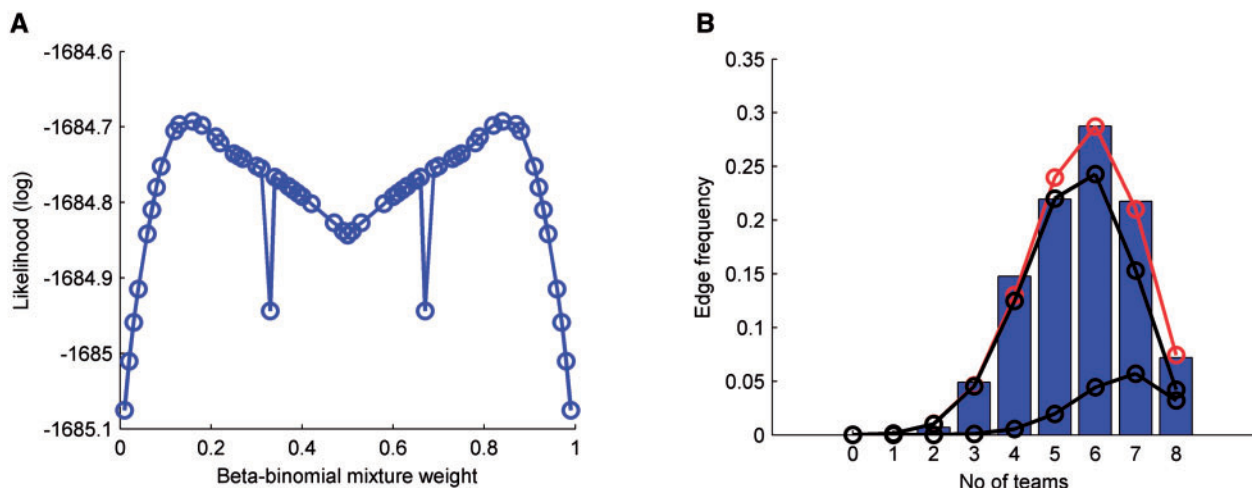 A
-1684.6
-1684.7
-1684.8
-1684.9
-1685
-1685.1
Likelihood (log)
0 0.2 0.4 0.6 0.8 1
Beta-binomial mixture weight
B
0.35
0.3
0.25
0.2
0.15
0.1
0.05
0
Edge frequency
0 1 2 3 4 5 6 7 8
No of teams